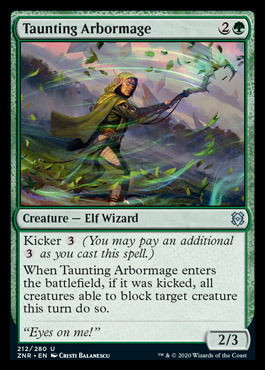 Taunting Arbormage 2
Creature — Elf Wizard
Kicker 3 (You may pay an additional
3 as you cast this spell.)
When Taunting Arbormage enters
the battlefield, if it was kicked, all
creatures able to block target creature
this turn do so.
"Eyes on me!"
2/3
212/280 U
ZNR • EN CRISTI BALANESCU ™ & © 2020 Wizards of the Coast